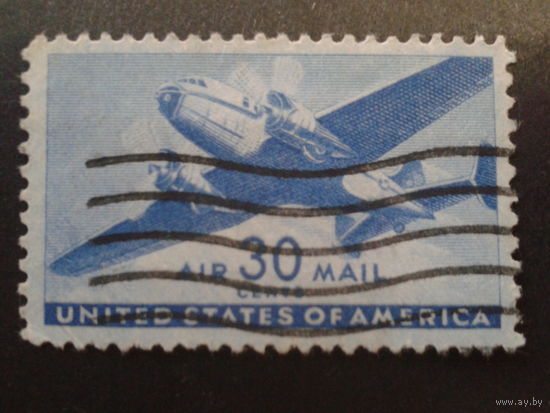 AIR 30 MAIL
CENTS
UNITED STATES OF AMERICA
www.ay.by